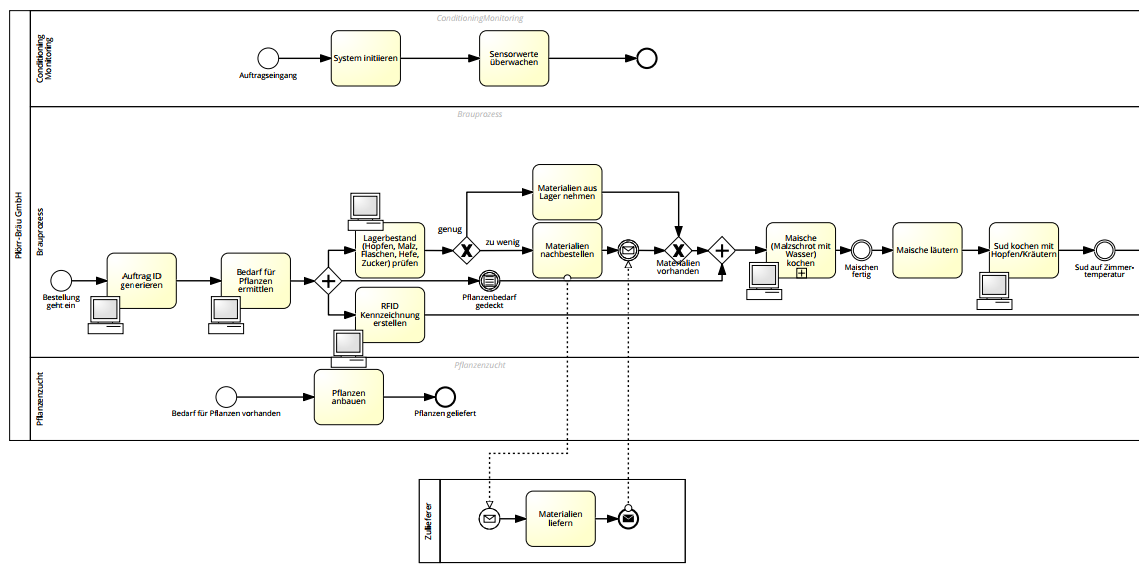 ConditioningMonitoring
Conditioning
Monitoring
System initiieren
Sensorwerte
überwachen
Auftragseingang
Plörr-Bräu GmbH
Brauprozess
Brauprozess
Materialien aus
Lager nehmen
genug
zu wenig
Lagerbestand
(Hopfen, Malz,
Flaschen, Hefe,
Zucker) prüfen
Materialien
nachbestellen
Materialien
vorhanden
Maische
(Malzschrot mit
Wasser)
kochen
Maischen
fertig
Maische läutern
Sud kochen mit
Hopfen/Kräutern
Sud auf Zimmer-
temperatur
Bestellung
geht ein
Auftrag ID
generieren
Bedarf für
Pflanzen
ermittlen
Pflanzenbedarf
gedeckt
RFID
Kennzeichnung
erstellen
Pflanzenzucht
Pflanzenzucht
Bedarf für Pflanzen vorhanden
Pflanzen
anbauen
Pflanzen geliefert
Zulieferer
Materialien
liefern